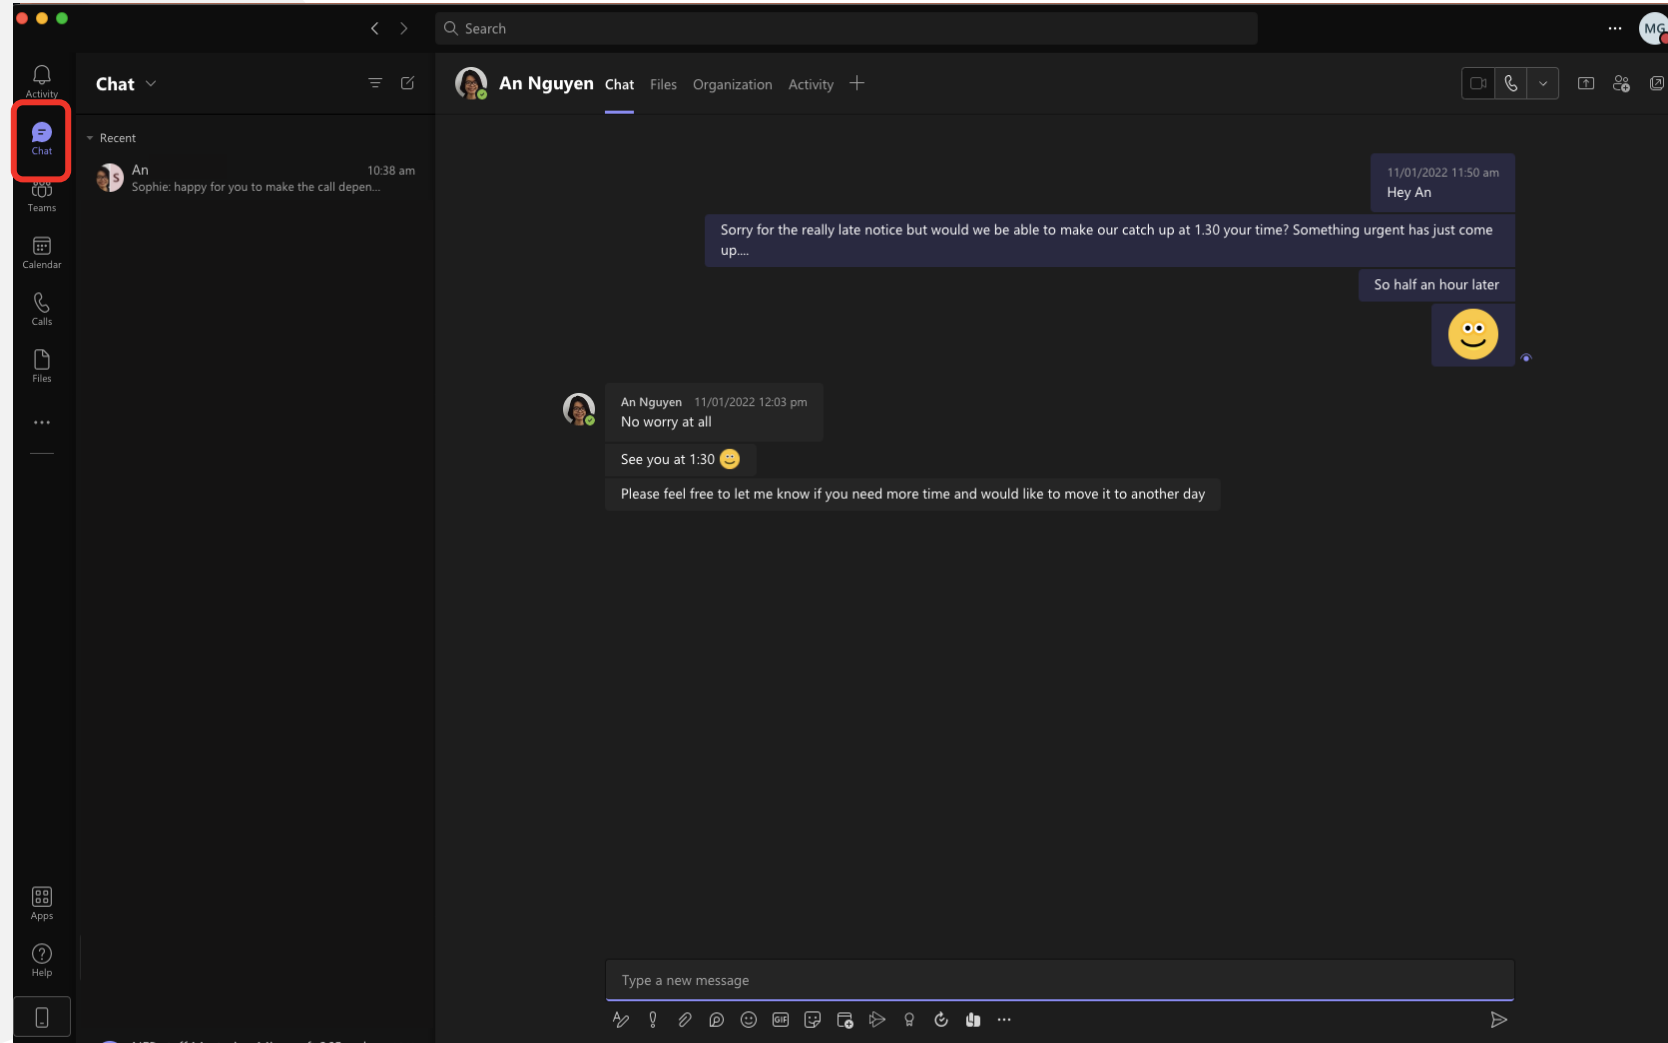 Search
MG
Activity
Chat
Teams
Calendar
Calls
Files
Apps
Help
Chat
Recent
An
10:38 am
S
Sophie: happy for you to make the call depen...
An Nguyen
Chat
Files
Organization
Activity
11/01/2022 11:50 am
Hey An
Sorry for the really late notice but would we be able to make our catch up at 1.30 your time? Something urgent has just come
up....
So half an hour later
An Nguyen 11/01/2022 12:03 pm
No worry at all
See you at 1:30
Please feel free to let me know if you need more time and would like to move it to another day
Type a new message
GIF